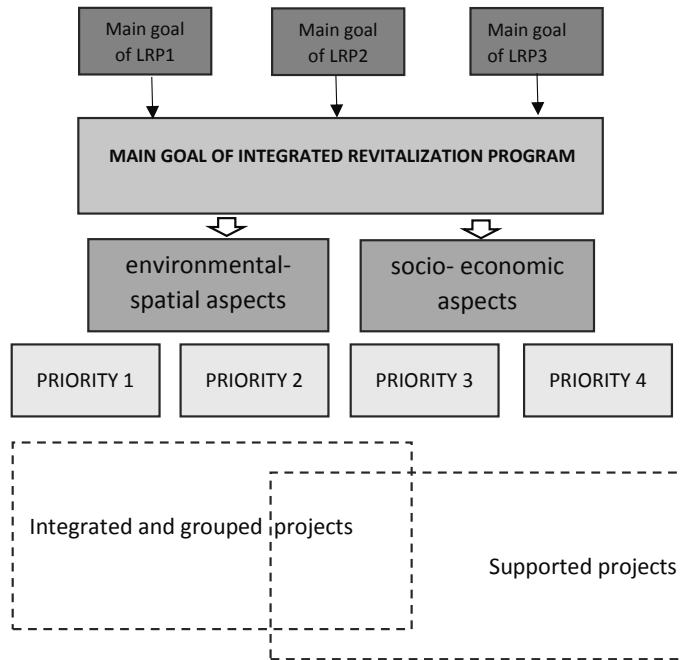 Main goal
of LRP1
Main goal
of LRP2
Main goal
of LRP3
MAIN GOAL OF INTEGRATED REVITALIZATION PROGRAM
environmental-
spatial aspects
socio- economic
aspects
PRIORITY 1
PRIORITY 2
PRIORITY 3
PRIORITY 4
Integrated and grouped projects
Supported projects